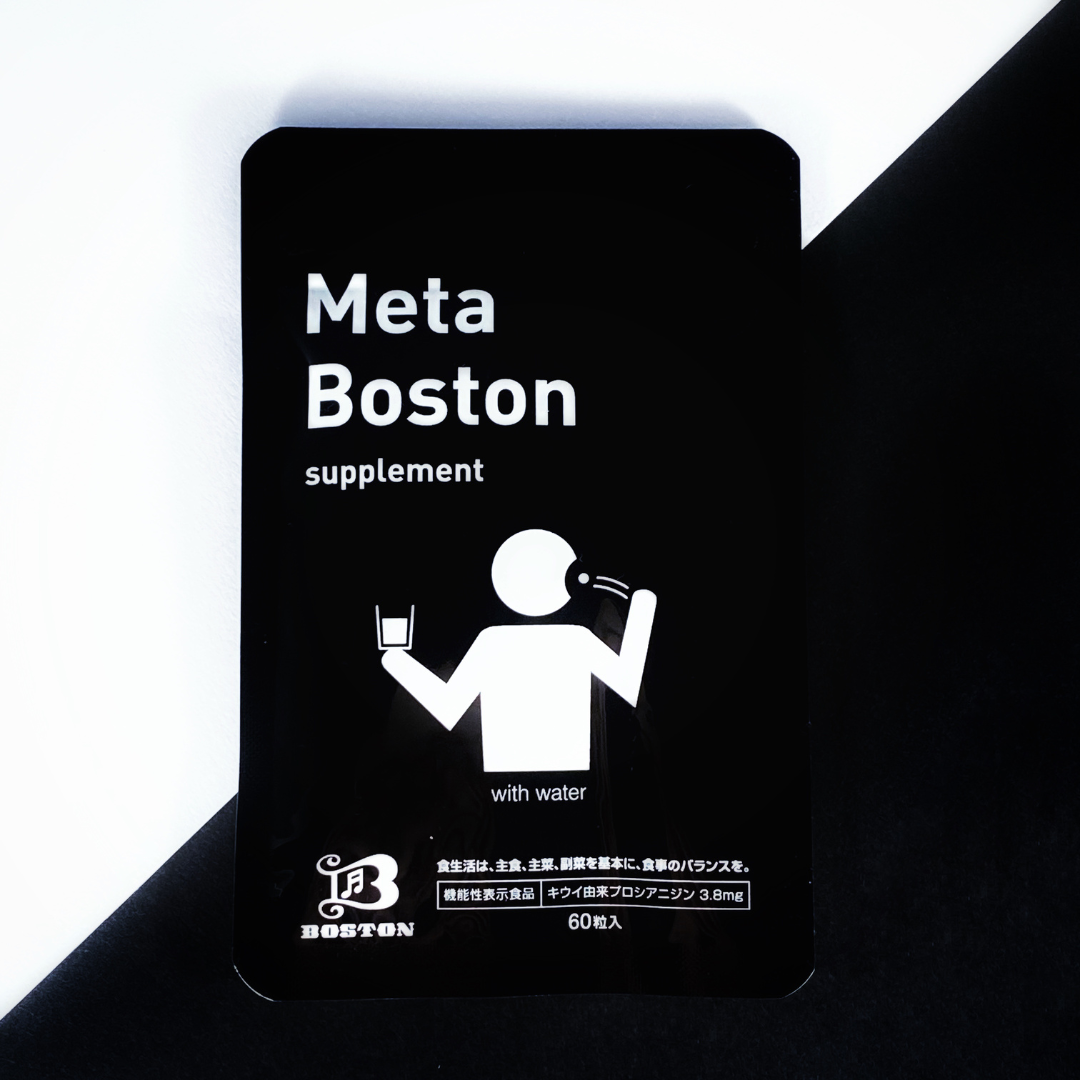 Meta
Boston
supplement
with water
食生活は、主食、主菜、副菜を基本に、食事のバランスを。
機能性表示食品 キウイ由来プロシアニジン 3.8mg
60粒入
B
BOSTON